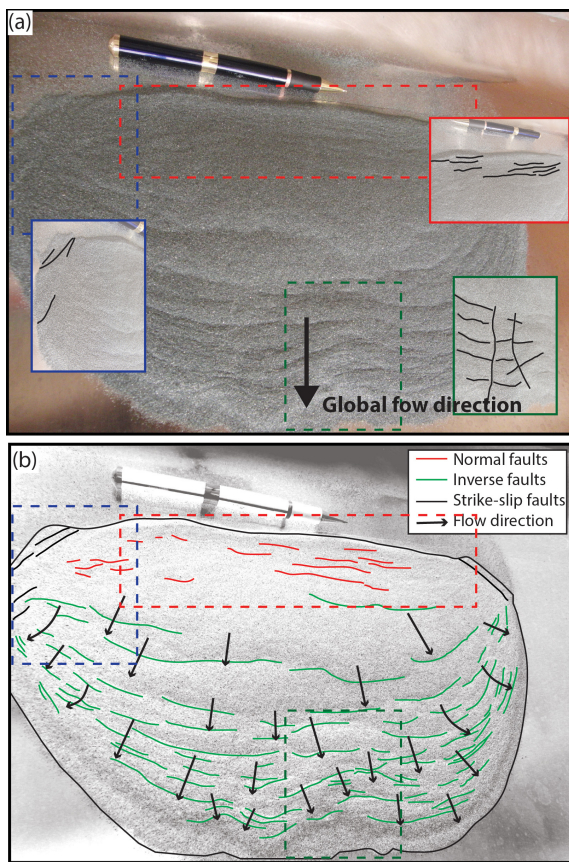 (a)
Global fow direction
(b)
Normal faults
Inverse faults
Strike-slip faults
Flow direction